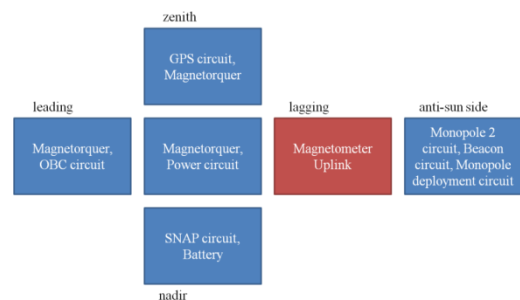 zenith
GPS circuit,
Magnetorquer
leading
lagging
anti-sun side
Magnetorquer,
OBC circuit
Magnetorquer,
Power circuit
Magnetometer
Uplink
Monopole 2
circuit, Beacon
circuit, Monopole
deployment circuit
SNAP circuit,
Battery
nadir